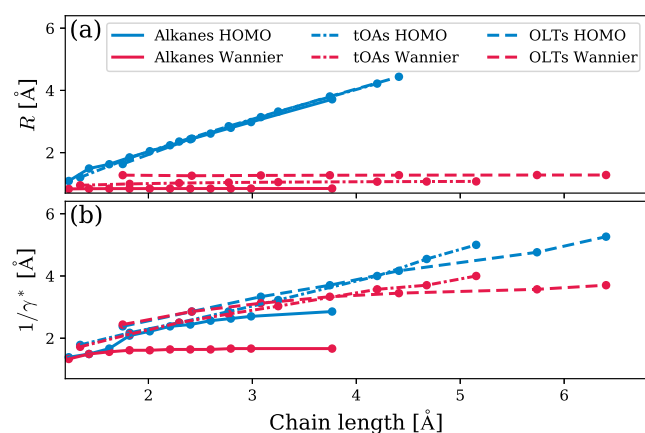 (a)
Alkanes HOMO
Alkanes Wannier
tOAs HOMO
tOAs Wannier
OLTs HOMO
OLTs Wannier
6
4
2
R [Å]
(b)
6
4
2
1/γ* [Å]
2 3 4 5 6
Chain length [Å]